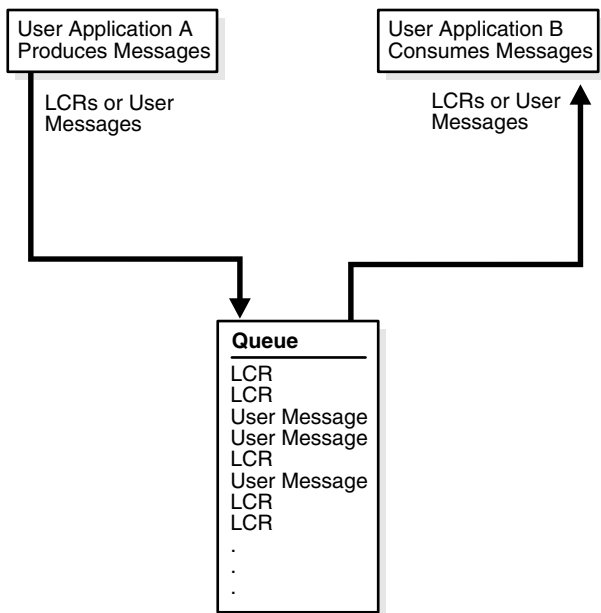 User Application A
Produces Messages
User Application B
Consumes Messages
LCRs or User
Messages
LCRs or User
Messages
Queue
LCR
LCR
User Message
User Message
LCR
User Message
LCR
LCR
.
.
.